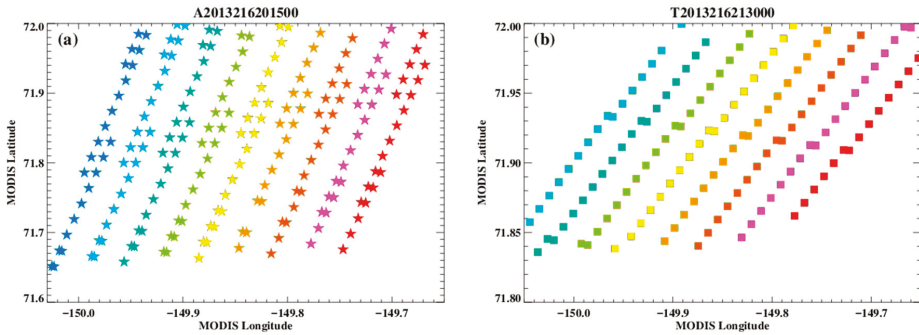 A2013216201500
(a)
72.0
71.9
71.8
71.7
71.6
MODIS Latitude
−150.0
−149.9
−149.8
−149.7
MODIS Longitude
T2013216213000
(b)
72.00
71.95
71.90
71.85
71.80
MODIS Latitude
−150.0
−149.9
−149.8
−149.7
MODIS Longitude